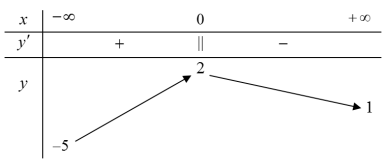 x −∞ 0 +∞
y′ + || −
2
y
1
–5